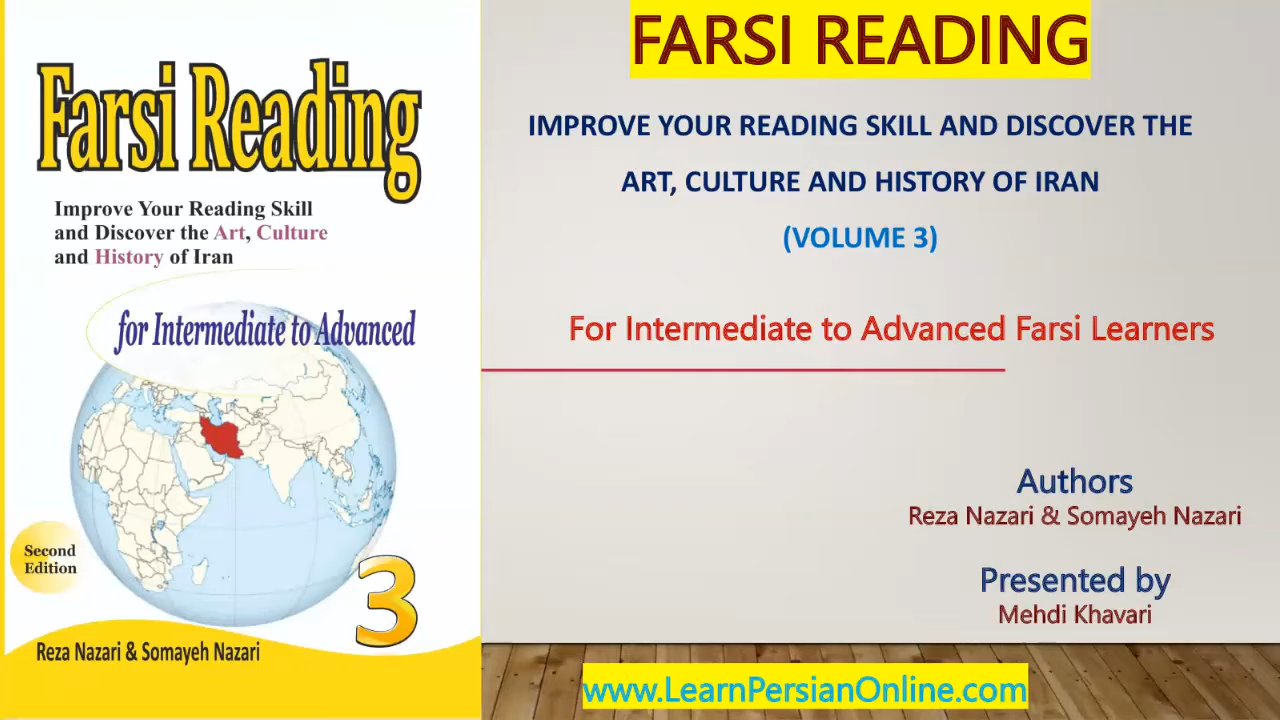 Farsi Reading
Improve Your Reading Skill
and Discover the Art, Culture
and History of Iran
for Intermediate to Advanced
Second
Edition
3
Reza Nazari & Somayeh Nazari
FARSI READING
IMPROVE YOUR READING SKILL AND DISCOVER THE
ART, CULTURE AND HISTORY OF IRAN
(VOLUME 3)
For Intermediate to Advanced Farsi Learners
Authors
Reza Nazari & Somayeh Nazari
Presented by
Mehdi Khavari
www.LearnPersianOnline.com